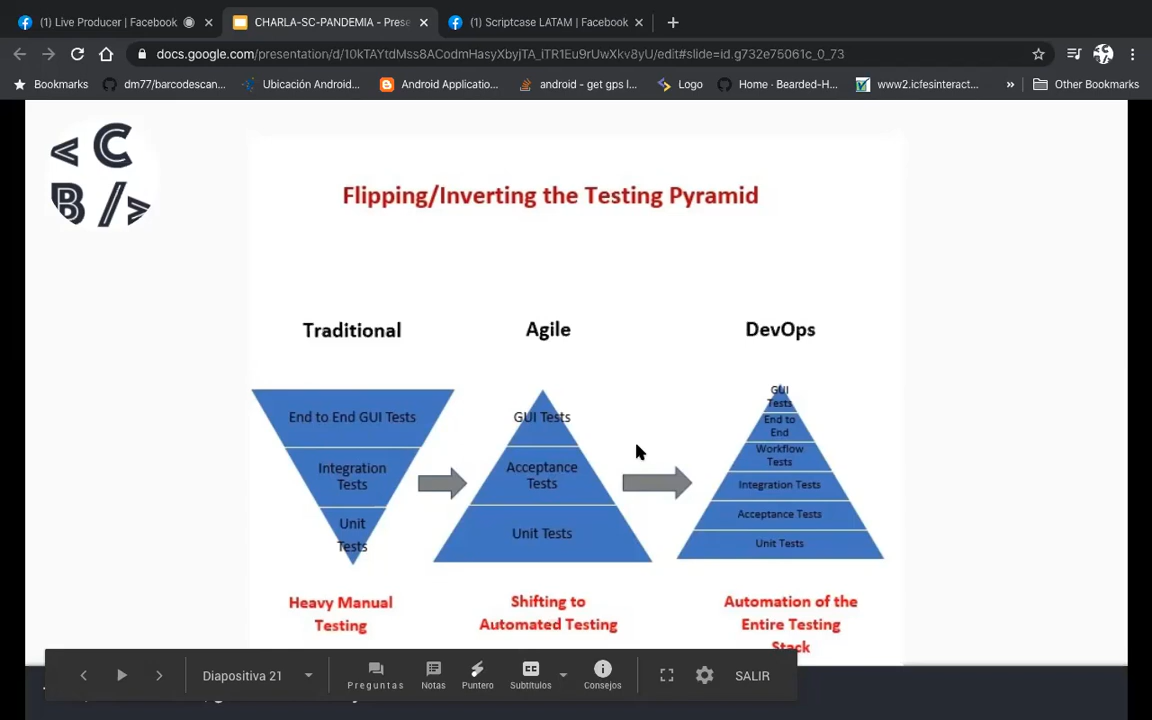 (1) Live Producer | Facebook
CHARLA-SC-PANDEMIA - Prese
(1) Scriptcase LATAM | Facebook
docs.google.com/presentation/d/10kTAYtdMss8ACodmHasyXbyjTA_iTR1Eu9rUwXkv8yU/edit#slide=id.g732e75061c_0_73
Bookmarks
dm77/barcodescan...
Ubicación Android...
Android Applicatio...
android - get gps l...
Logo
Home · Bearded-H...
www2.icfesinteract...
»
Other Bookmarks
< C
B />
Flipping/Inverting the Testing Pyramid
Traditional
Agile
DevOps
End to End GUI Tests
Integration
Tests
Unit
Tests
GUI Tests
Acceptance
Tests
Unit Tests
GUI
Tests
End to
End
Workflow
Tests
Integration Tests
Acceptance Tests
Unit Tests
Heavy Manual
Testing
Shifting to
Automated Testing
Automation of the
Entire Testing
Stack
Diapositiva 21
Preguntas
Notas
Puntero
CC
Subtítulos
Consejos
SALIR